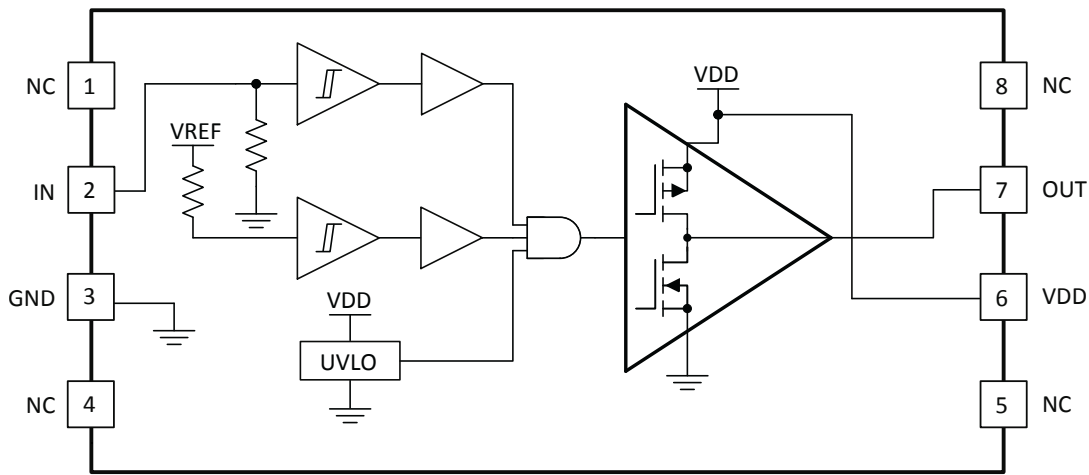 NC 1
IN 2
GND 3
NC 4
VREF
VDD
UVLO
VDD
8 NC
7 OUT
6 VDD
5 NC